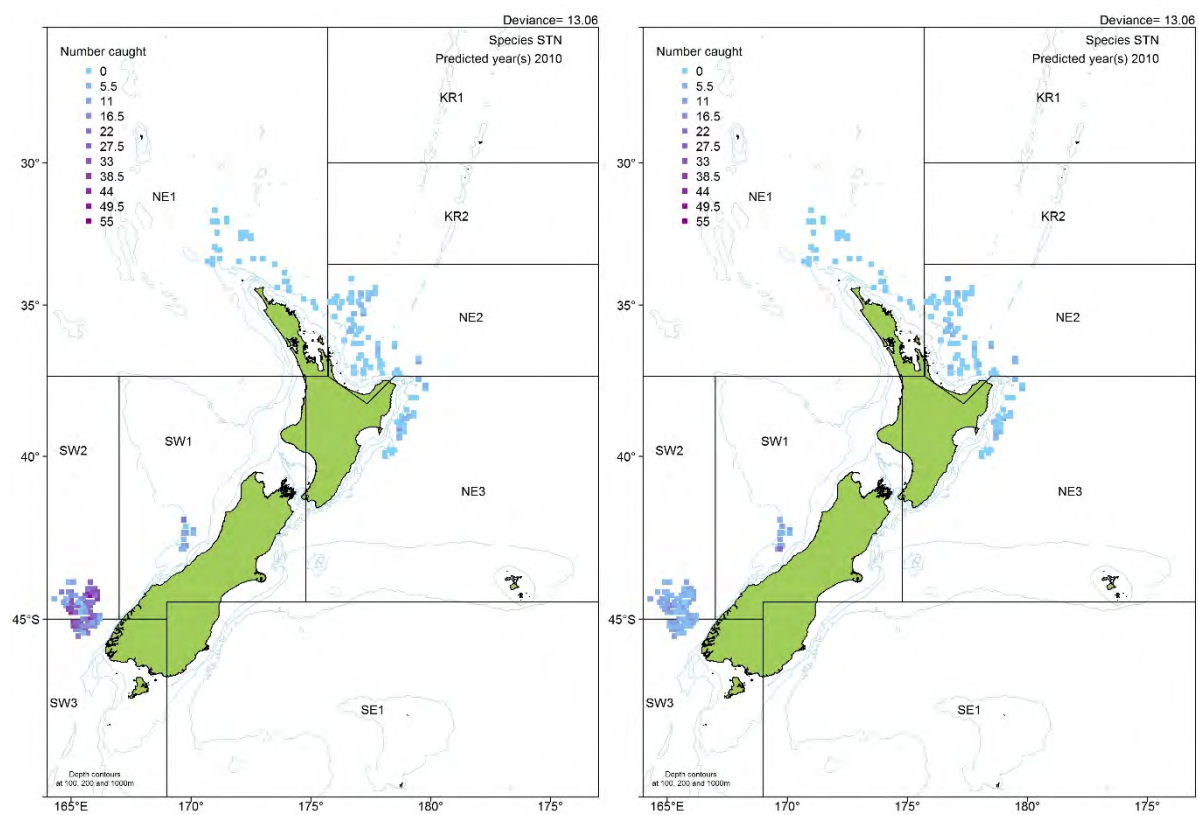 Deviance= 13.06
Species STN
Predicted year(s) 2010
Number caught
0
5.5
11
16.5
22
27.5
33
38.5
44
49.5
55
KR1
30°
NE1
KR2
35°
NE2
SW2
SW1
40°
NE3
45°S
SW3
SE1
Depth contours
at 100, 200 and 1000m
165°E
170°
175°
180°
175°
Deviance= 13.06
Species STN
Predicted year(s) 2010
Number caught
0
5.5
11
16.5
22
27.5
33
38.5
44
49.5
55
KR1
30°
NE1
KR2
35°
NE2
SW2
SW1
40°
NE3
45°S
SW3
SE1
Depth contours
at 100, 200 and 1000m
165°E
170°
175°
180°
175°